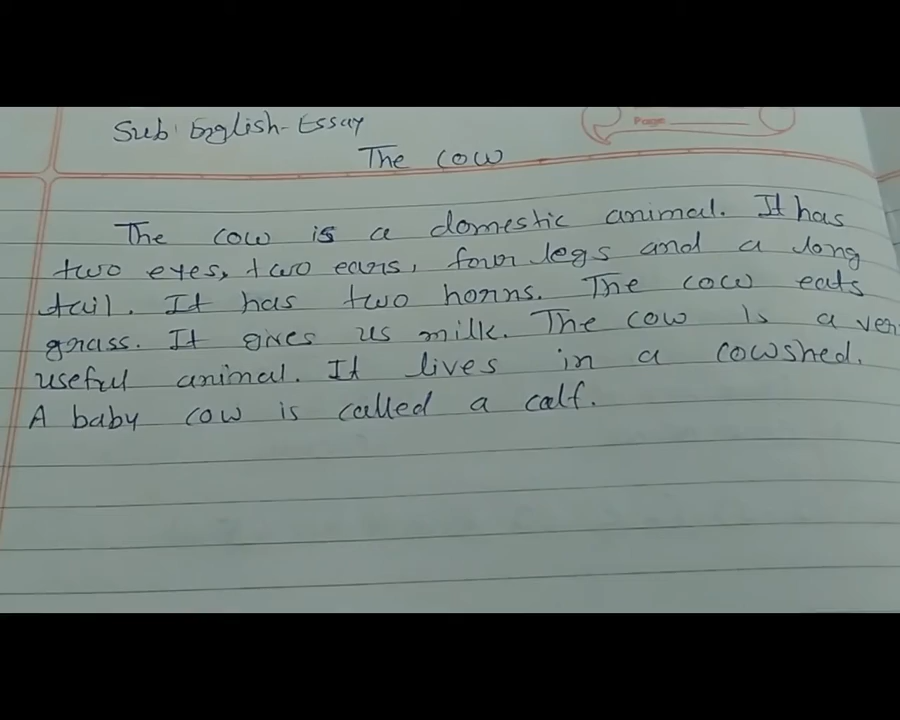 Page
Sub: English-Essay
The cow
The cow is a domestic animal. It has
two eyes, two ears, four legs and a long
tail. It has two horns. The cow eats
grass. It gives us milk. The cow is a ver
useful animal. It lives in a cowshed.
A baby cow is called a calf.